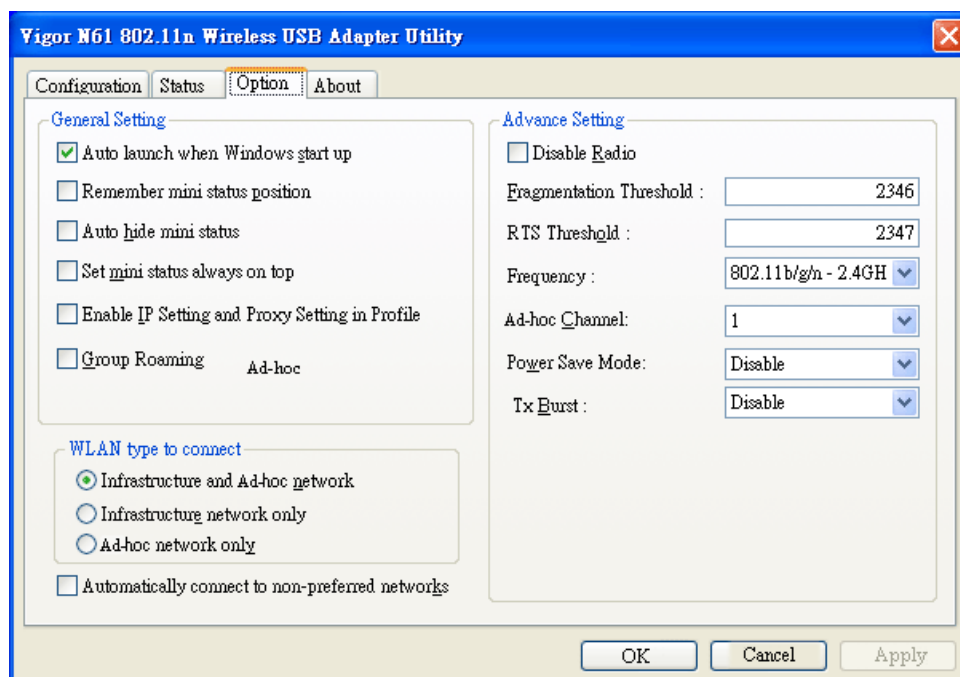 Vigor N61 802.11n Wireless USB Adapter Utility
Configuration Status Option About
General Setting
Auto launch when Windows start up
Remember mini status position
Auto hide mini status
Set mini status always on top
Enable IP Setting and Proxy Setting in Profile
Group Roaming Ad-hoc
WLAN type to connect
Infrastructure and Ad-hoc network
Infrastructure network only
Ad-hoc network only
Automatically connect to non-preferred networks
Advance Setting
Disable Radio
Fragmentation Threshold : 2346
RTS Threshold : 2347
Frequency : 802.11b/g/n - 2.4GH
Ad-hoc Channel: 1
Power Save Mode: Disable
Tx Burst : Disable
OK Cancel Apply